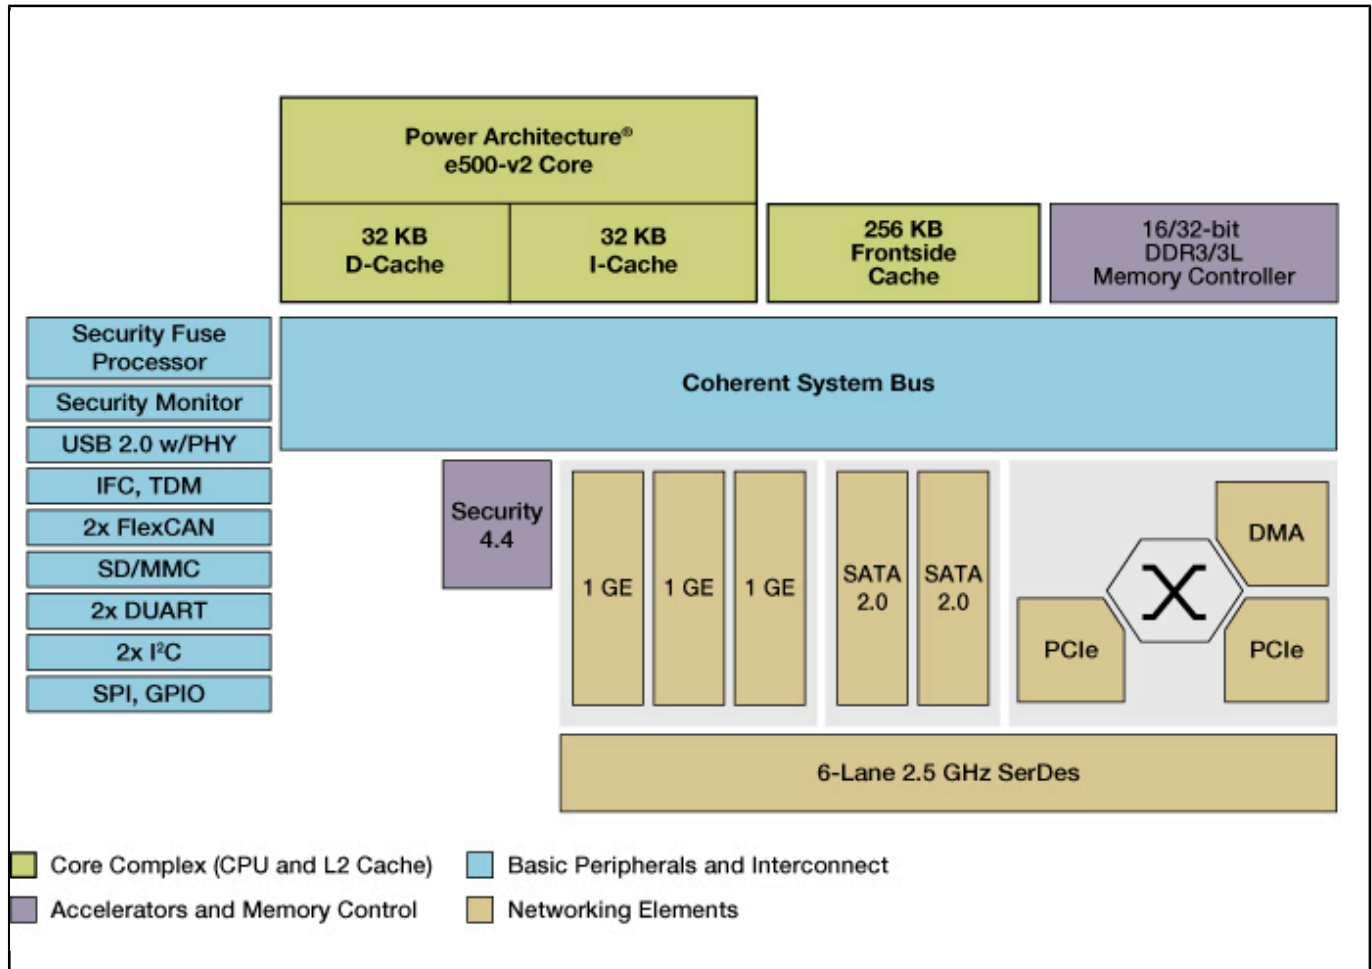 Power Architecture®
e500-v2 Core
32 KB
D-Cache
32 KB
I-Cache
256 KB
Frontside
Cache
16/32-bit
DDR3/3L
Memory Controller
Security Fuse
Processor
Security Monitor
USB 2.0 w/PHY
IFC, TDM
2x FlexCAN
SD/MMC
2x DUART
2x I²C
SPI, GPIO
Coherent System Bus
Security
4.4
1 GE
1 GE
1 GE
SATA
2.0
SATA
2.0
DMA
PCIe
PCIe
6-Lane 2.5 GHz SerDes
Core Complex (CPU and L2 Cache)
Basic Peripherals and Interconnect
Accelerators and Memory Control
Networking Elements